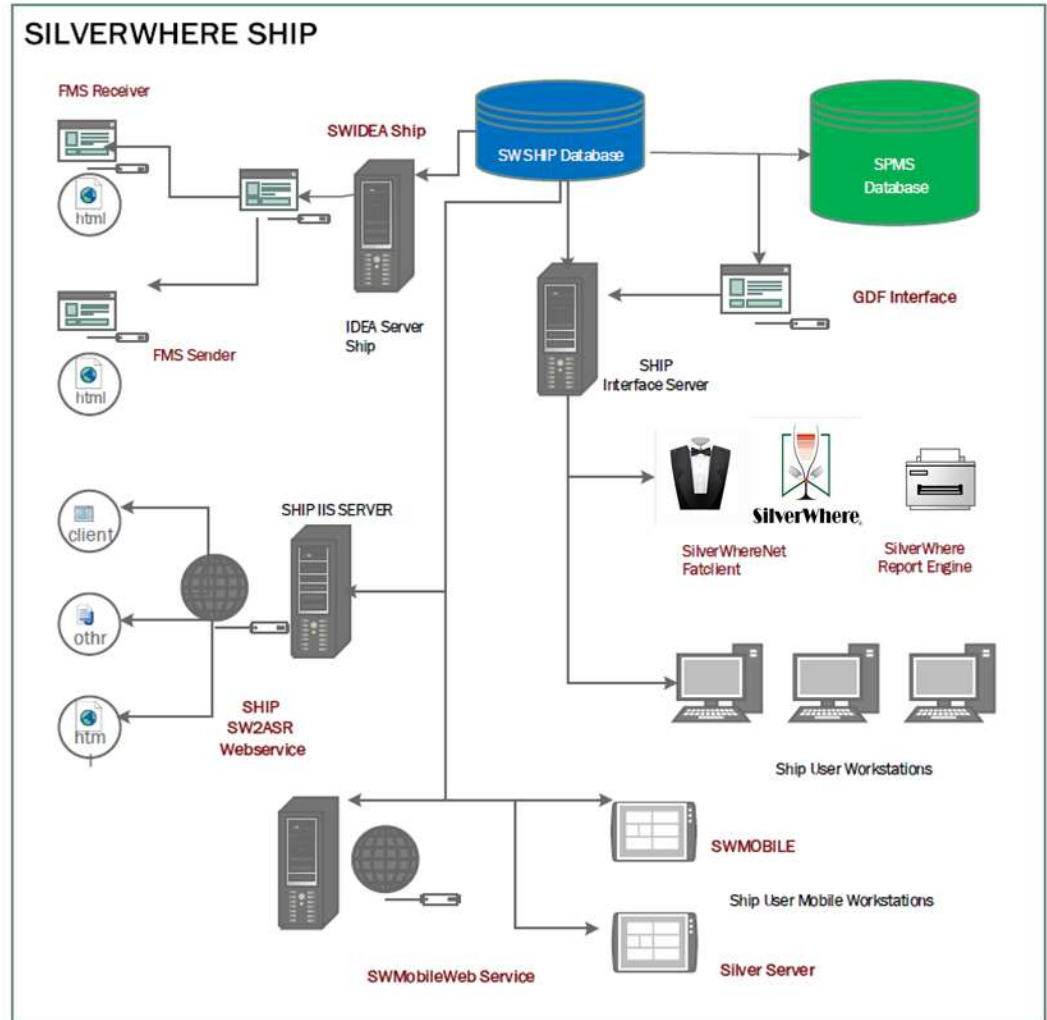 SILVERWHERE SHIP
FMS Receiver
html
SWIDEA Ship
SWSHIP Database
SPMS
Database
html
FMS Sender
IDEA Server
Ship
GDF Interface
SHIP
Interface Server
SilverWhere
SilverWhereNet
Fatclient
SilverWhere
Report Engine
SHIP IIS SERVER
client
othr
htm
l
SHIP
SW2ASR
Webservice
Ship User Workstations
SWMOBILE
Ship User Mobile Workstations
SWMobileWeb Service
Silver Server